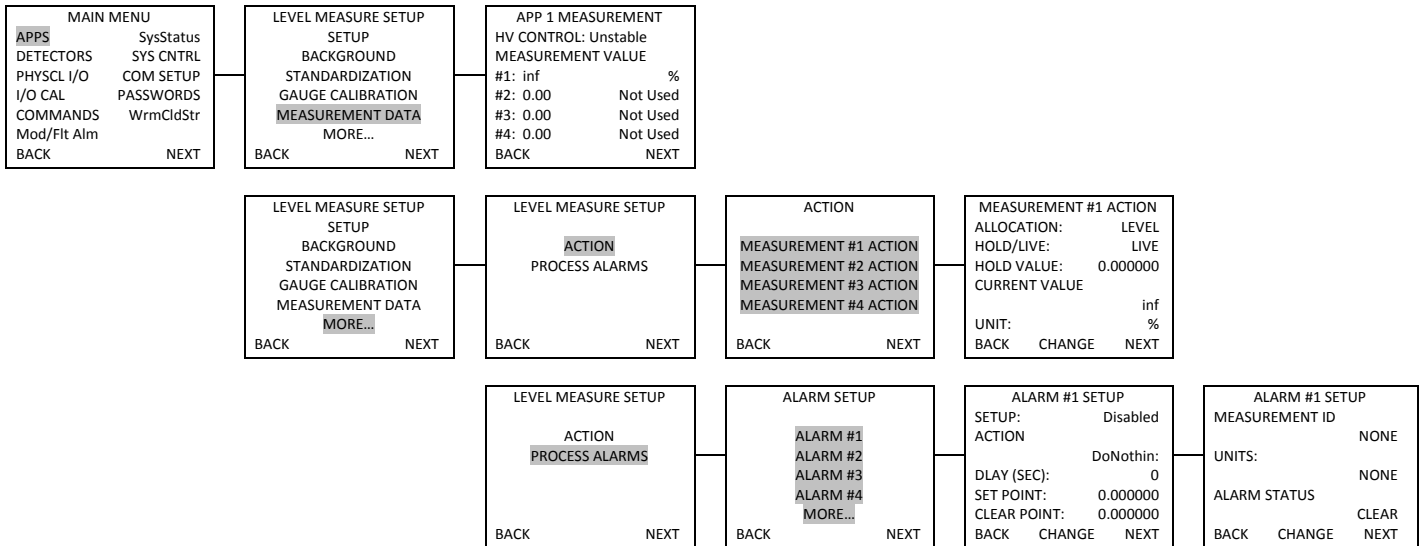 MAIN MENU
APPS SysStatus
DETECTORS SYS CNTRL
PHYSCL I/O COM SETUP
I/O CAL PASSWORDS
COMMANDS WrmCldStr
Mod/Flt Alm
BACK NEXT
LEVEL MEASURE SETUP
SETUP
BACKGROUND
STANDARDIZATION
GAUGE CALIBRATION
MEASUREMENT DATA
MORE…
BACK NEXT
APP 1 MEASUREMENT
HV CONTROL: Unstable
MEASUREMENT VALUE
#1: inf %
#2: 0.00 Not Used
#3: 0.00 Not Used
#4: 0.00 Not Used
BACK NEXT
LEVEL MEASURE SETUP
SETUP
BACKGROUND
STANDARDIZATION
GAUGE CALIBRATION
MEASUREMENT DATA
MORE…
BACK NEXT
LEVEL MEASURE SETUP
ACTION
PROCESS ALARMS
BACK NEXT
ACTION
MEASUREMENT #1 ACTION
MEASUREMENT #2 ACTION
MEASUREMENT #3 ACTION
MEASUREMENT #4 ACTION
BACK NEXT
MEASUREMENT #1 ACTION
ALLOCATION: LEVEL
HOLD/LIVE: LIVE
HOLD VALUE: 0.000000
CURRENT VALUE
inf
UNIT: %
BACK CHANGE NEXT
LEVEL MEASURE SETUP
ACTION
PROCESS ALARMS
BACK NEXT
ALARM SETUP
ALARM #1
ALARM #2
ALARM #3
ALARM #4
MORE…
BACK NEXT
ALARM #1 SETUP
SETUP: Disabled
ACTION
DoNothin:
DLAY (SEC): 0
SET POINT: 0.000000
CLEAR POINT: 0.000000
BACK CHANGE NEXT
ALARM #1 SETUP
MEASUREMENT ID
NONE
UNITS:
NONE
ALARM STATUS
CLEAR
BACK CHANGE NEXT